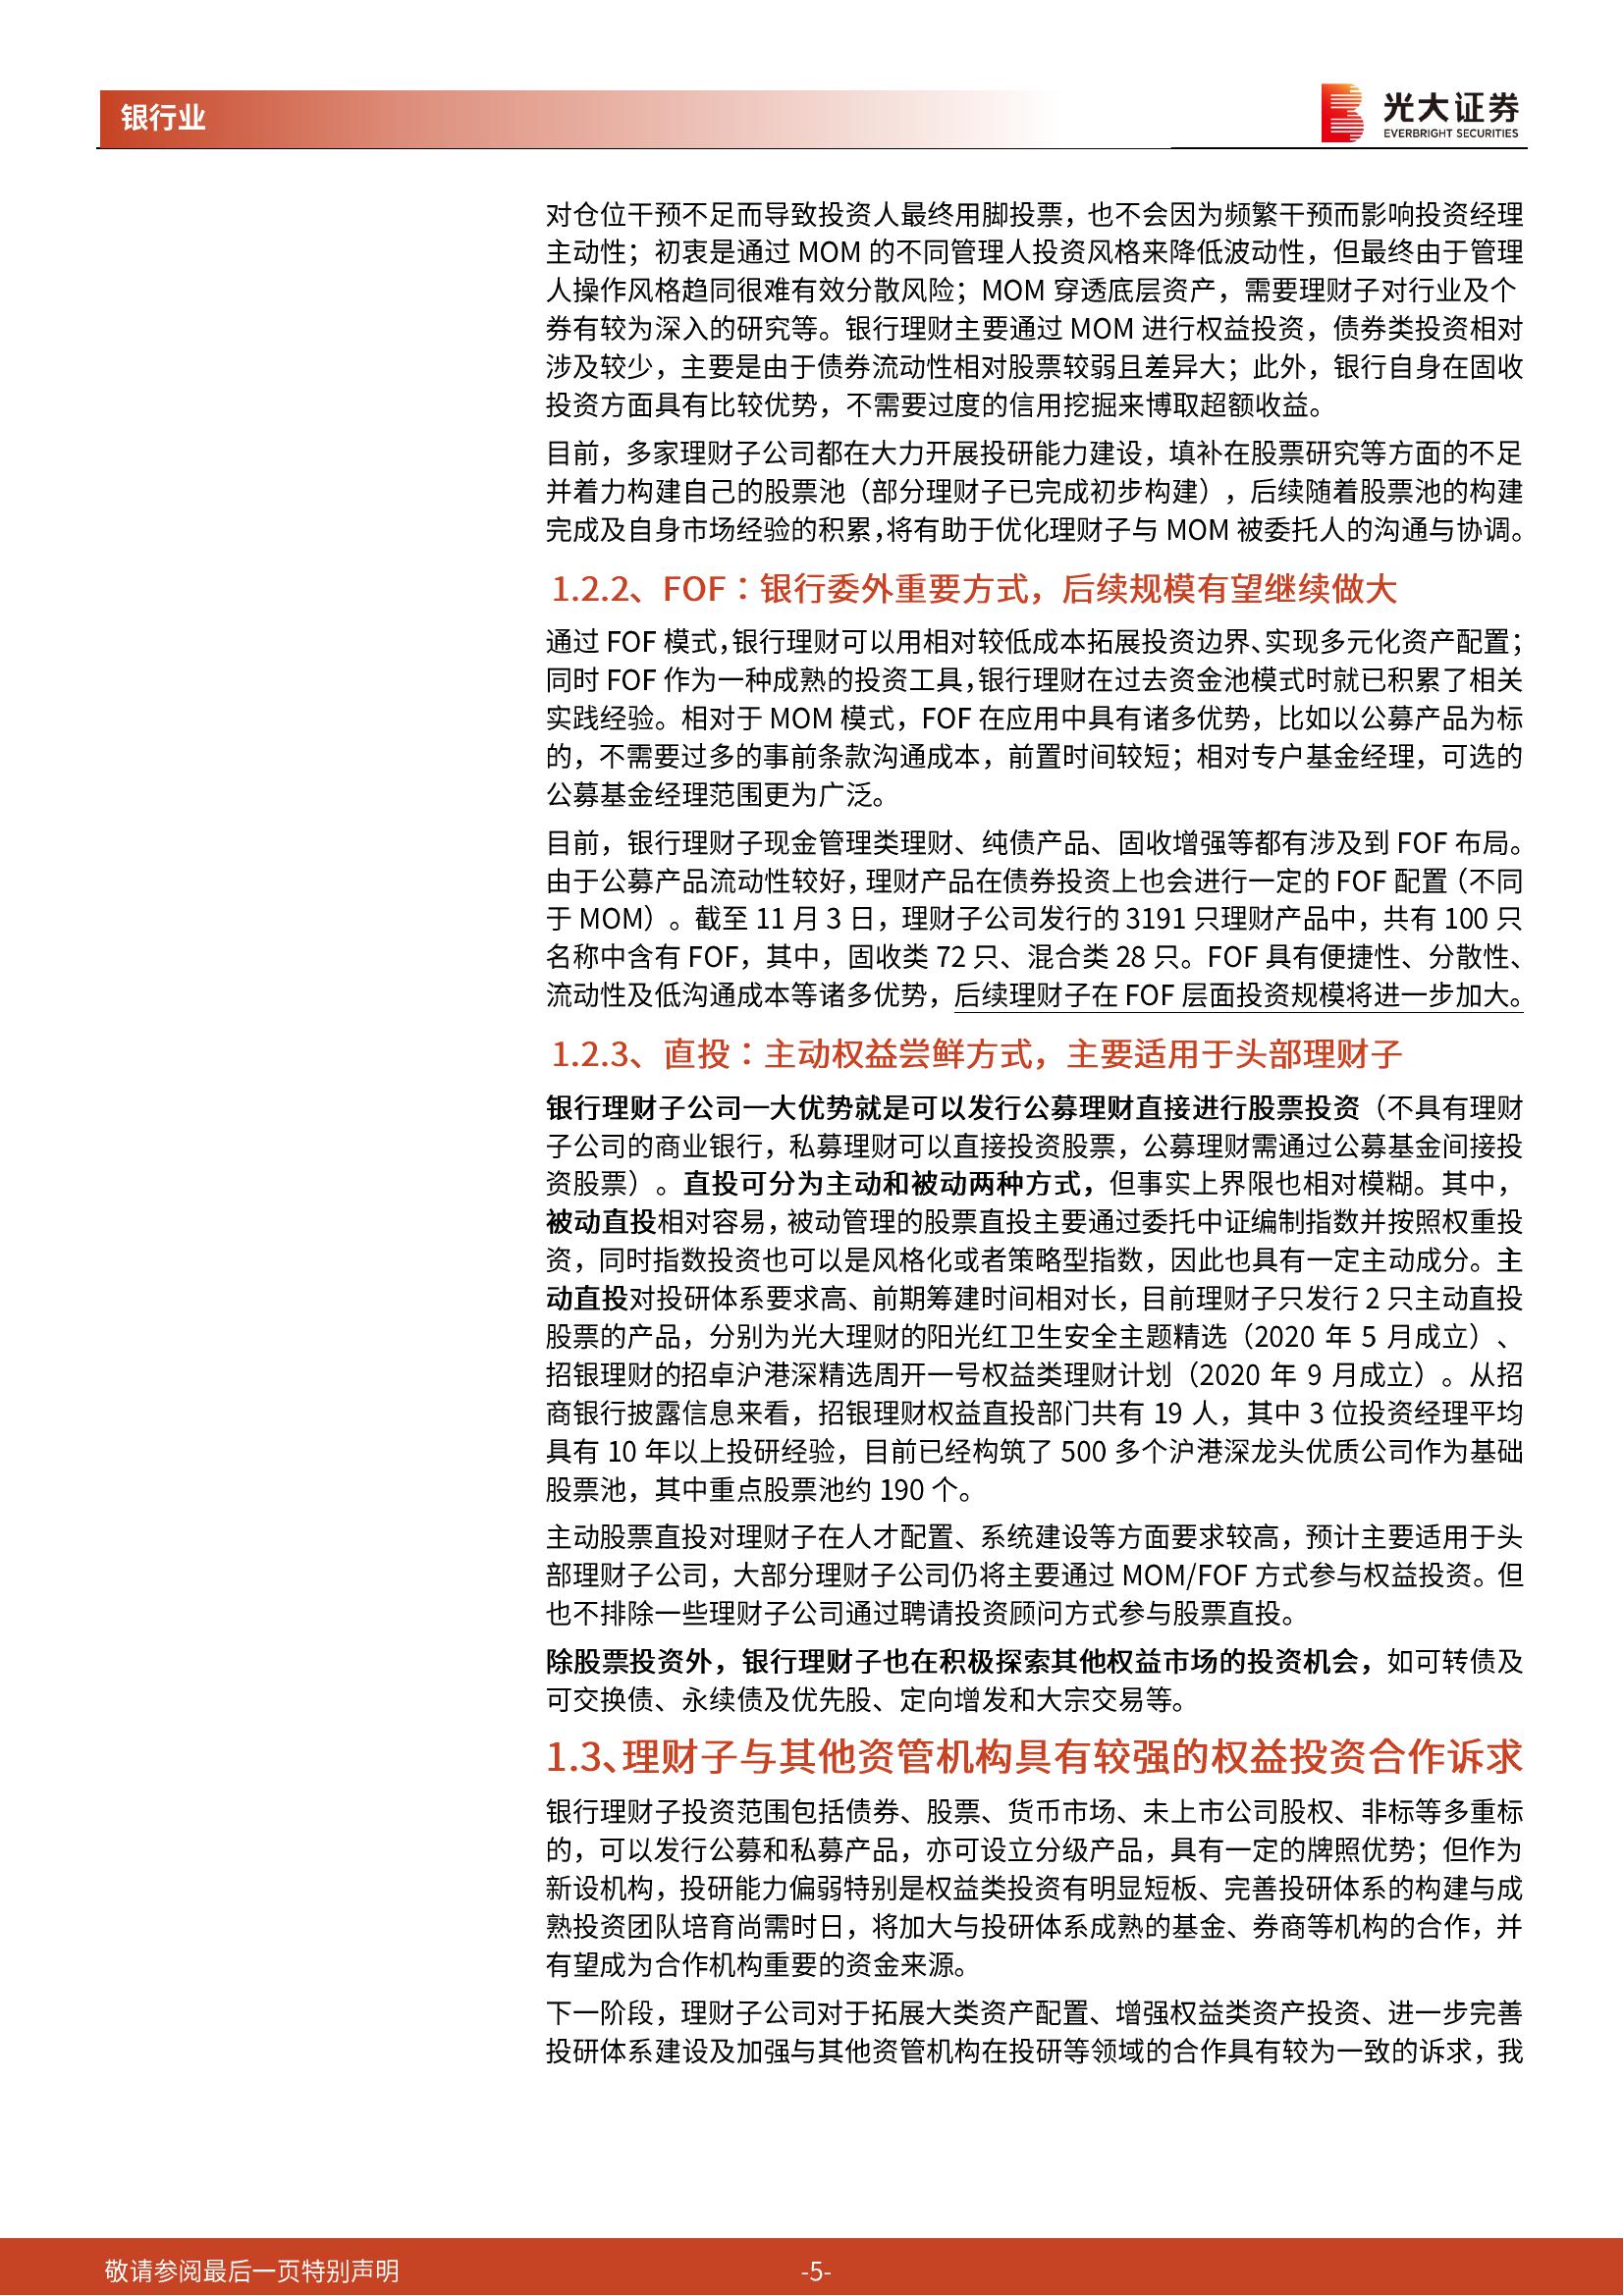 银行业
光大证券
EVERBRIGHT SECURITIES
对仓位干预不足而导致投资人最终用脚投票，也不会因为频繁干预而影响投资经理
主动性；初衷是通过 MOM 的不同管理人投资风格来降低波动性，但最终由于管理
人操作风格趋同很难有效分散风险；MOM 穿透底层资产，需要理财子对行业及个
券有较为深入的研究等。银行理财主要通过 MOM 进行权益投资，债券类投资相对
涉及较少，主要是由于债券流动性相对股票较弱且差异大；此外，银行自身在固收
投资方面具有比较优势，不需要过度的信用挖掘来博取超额收益。
目前，多家理财子公司都在大力开展投研能力建设，填补在股票研究等方面的不足
并着力构建自己的股票池（部分理财子已完成初步构建），后续随着股票池的构建
完成及自身市场经验的积累，将有助于优化理财子与 MOM 被委托人的沟通与协调。
1.2.2、FOF：银行委外重要方式，后续规模有望继续做大
通过 FOF 模式，银行理财可以用相对较低成本拓展投资边界、实现多元化资产配置；
同时 FOF 作为一种成熟的投资工具，银行理财在过去资金池模式时就已积累了相关
实践经验。相对于 MOM 模式，FOF 在应用中具有诸多优势，比如以公募产品为标
的，不需要过多的事前条款沟通成本，前置时间较短；相对专户基金经理，可选的
公募基金经理范围更为广泛。
目前，银行理财子现金管理类理财、纯债产品、固收增强等都有涉及到 FOF 布局。
由于公募产品流动性较好，理财产品在债券投资上也会进行一定的 FOF 配置（不同
于 MOM）。截至 11 月 3 日，理财子公司发行的 3191 只理财产品中，共有 100 只
名称中含有 FOF，其中，固收类 72 只、混合类 28 只。FOF 具有便捷性、分散性、
流动性及低沟通成本等诸多优势，后续理财子在 FOF 层面投资规模将进一步加大。
1.2.3、直投：主动权益尝鲜方式，主要适用于头部理财子
银行理财子公司一大优势就是可以发行公募理财直接进行股票投资（不具有理财
子公司的商业银行，私募理财可以直接投资股票，公募理财需通过公募基金间接投
资股票）。直投可分为主动和被动两种方式，但事实上界限也相对模糊。其中，
被动直投相对容易，被动管理的股票直投主要通过委托中证编制指数并按照权重投
资，同时指数投资也可以是风格化或者策略型指数，因此也具有一定主动成分。主
动直投对投研体系要求高、前期筹建时间相对长，目前理财子只发行 2 只主动直投
股票的产品，分别为光大理财的阳光红卫生安全主题精选（2020 年 5 月成立）、
招银理财的招卓沪港深精选周开一号权益类理财计划（2020 年 9 月成立）。从招
商银行披露信息来看，招银理财权益直投部门共有 19 人，其中 3 位投资经理平均
具有 10 年以上投研经验，目前已经构筑了 500 多个沪港深龙头优质公司作为基础
股票池，其中重点股票池约 190 个。
主动股票直投对理财子在人才配置、系统建设等方面要求较高，预计主要适用于头
部理财子公司，大部分理财子公司仍将主要通过 MOM/FOF 方式参与权益投资。但
也不排除一些理财子公司通过聘请投资顾问方式参与股票直投。
除股票投资外，银行理财子也在积极探索其他权益市场的投资机会，如可转债及
可交换债、永续债及优先股、定向增发和大宗交易等。
1.3、理财子与其他资管机构具有较强的权益投资合作诉求
银行理财子投资范围包括债券、股票、货币市场、未上市公司股权、非标等多重标
的，可以发行公募和私募产品，亦可设立分级产品，具有一定的牌照优势；但作为
新设机构，投研能力偏弱特别是权益类投资有明显短板、完善投研体系的构建与成
熟投资团队培育尚需时日，将加大与投研体系成熟的基金、券商等机构的合作，并
有望成为合作机构重要的资金来源。
下一阶段，理财子公司对于拓展大类资产配置、增强权益类资产投资、进一步完善
投研体系建设及加强与其他资管机构在投研等领域的合作具有较为一致的诉求，我
敬请参阅最后一页特别声明
-5-